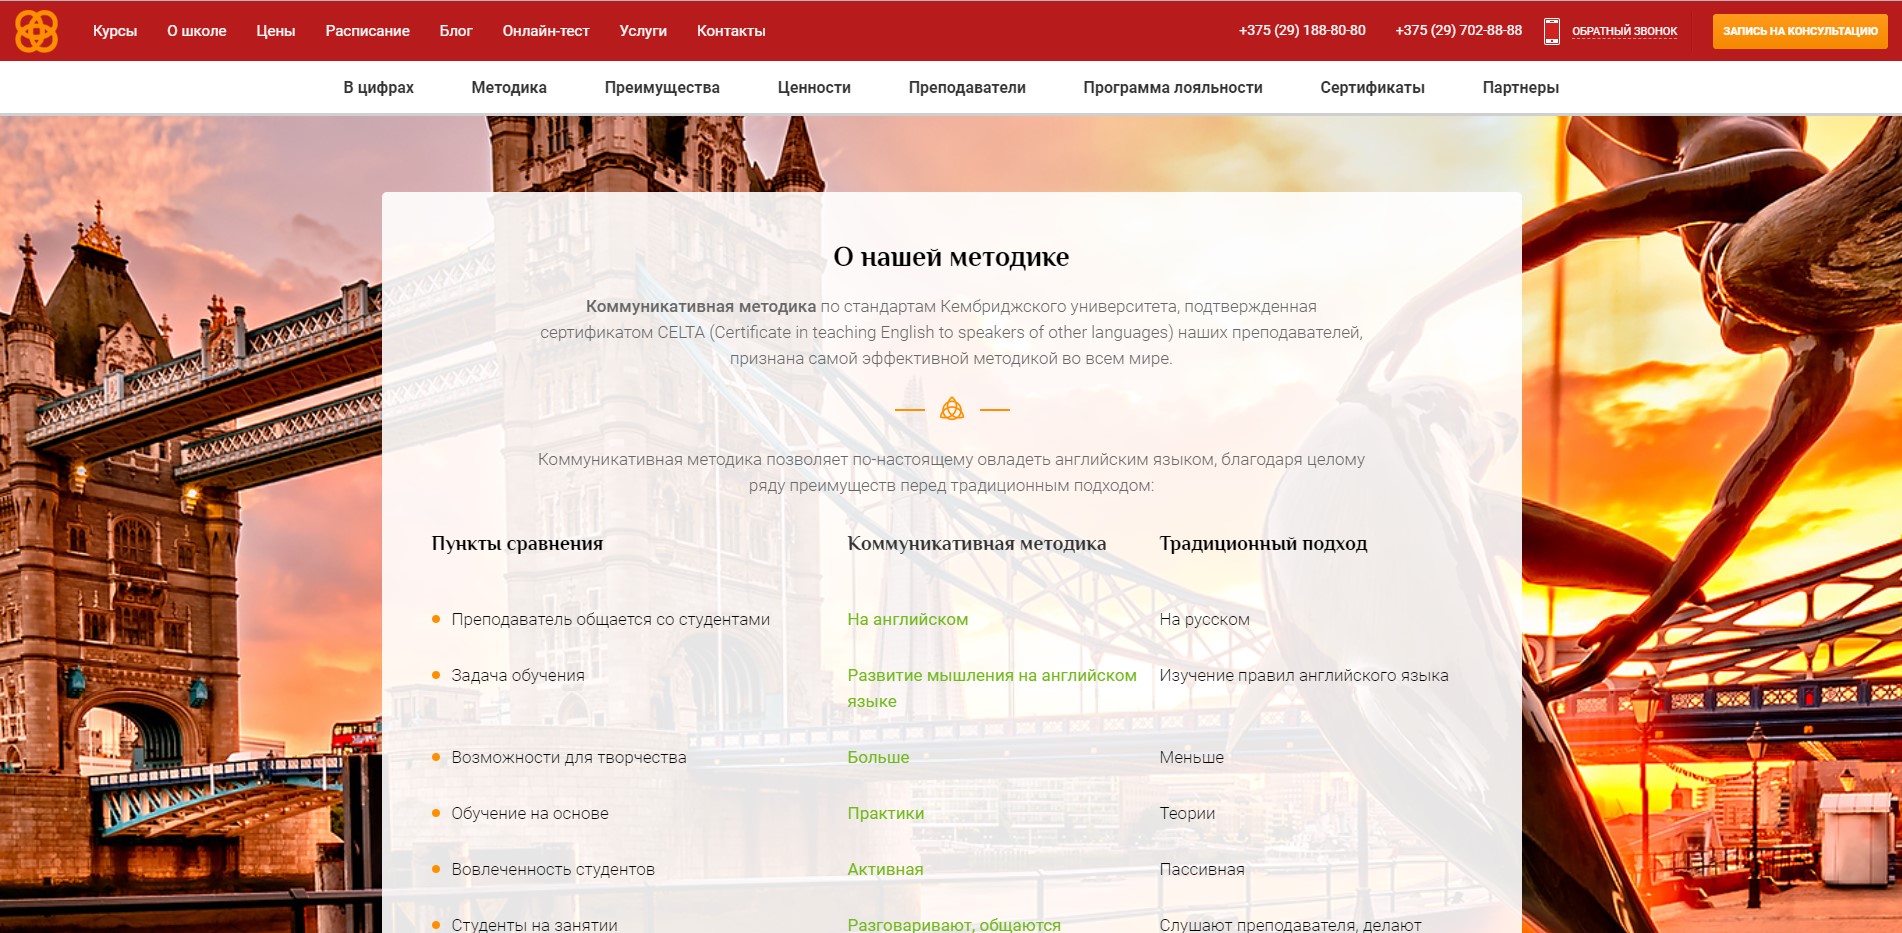 Курсы О школе Цены Расписание Блог Онлайн-тест Услуги Контакты +375 (29) 188-80-80 +375 (29) 702-88-88 ОБРАТНЫЙ ЗВОНОК ЗАПИСЬ НА КОНСУЛЬТАЦИЮ
В цифрах Методика Преимущества Ценности Преподаватели Программа лояльности Сертификаты Партнеры
О нашей методике
Коммуникативная методика по стандартам Кембриджского университета, подтвержденная
сертификатом CELTA (Certificate in teaching English to speakers of other languages) наших преподавателей,
признана самой эффективной методикой во всем мире.
Коммуникативная методика позволяет по-настоящему овладеть английским языком, благодаря целому
ряду преимуществ перед традиционным подходом:
Пункты сравнения Коммуникативная методика Традиционный подход
Преподаватель общается со студентами На английском На русском
Задача обучения Развитие мышления на английском Изучение правил английского языка
языке
Возможности для творчества Больше Меньше
Обучение на основе Практики Теории
Вовлеченность студентов Активная Пассивная
Студенты на занятии Разговаривают, общаются Слушают преподавателя, делают